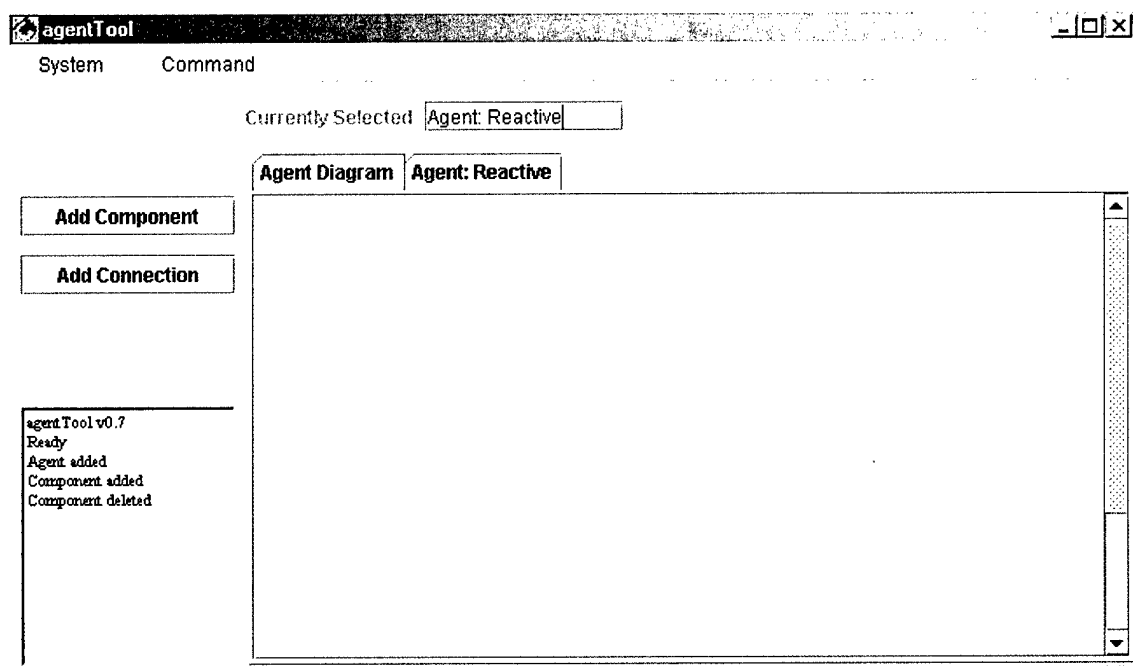 agentTool
System Command
Currently Selected Agent: Reactive
Agent Diagram Agent: Reactive
Add Component
Add Connection
agentTool v0.7
Ready
Agent added
Component added
Component deleted